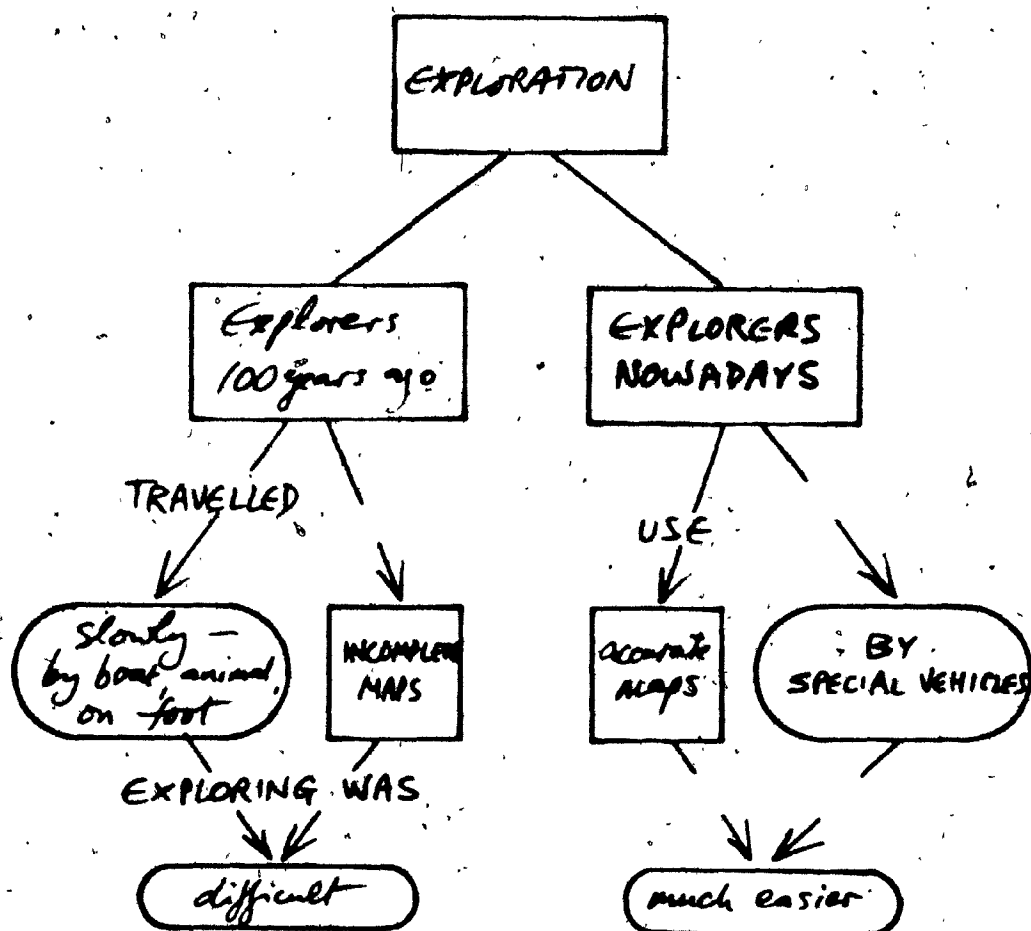 EXPLORATION
Explorers
100 years ago
EXPLORERS
NOWADAYS
TRAVELLED
USE
slowly —
by boat, animal,
on foot
INCOMPLETE
MAPS
accurate
maps
BY
SPECIAL VEHICLES
EXPLORING WAS
difficult
much easier